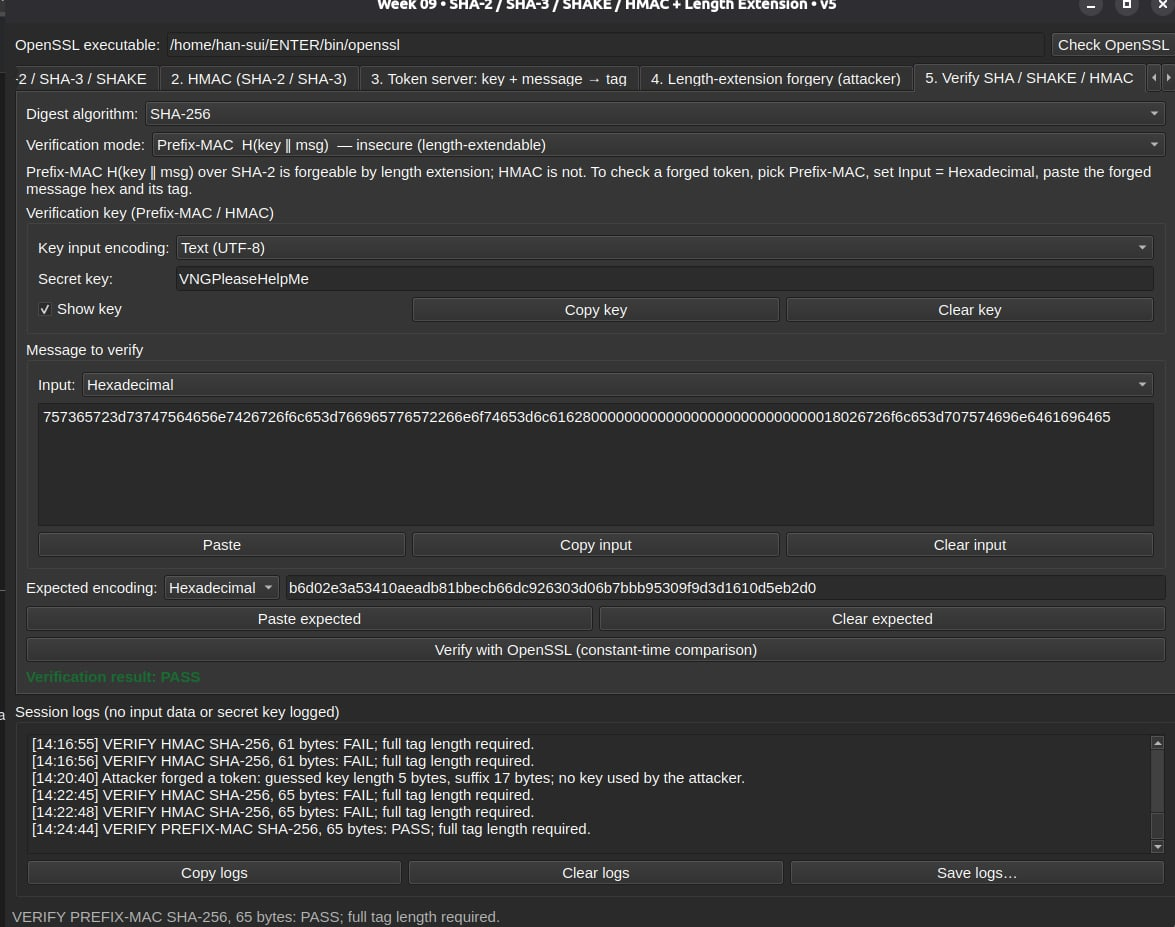 Week 09 • SHA-2 / SHA-3 / SHAKE / HMAC + Length Extension • v5
OpenSSL executable: /home/han-sui/ENTER/bin/openssl Check OpenSSL
-2 / SHA-3 / SHAKE 2. HMAC (SHA-2 / SHA-3) 3. Token server: key + message → tag 4. Length-extension forgery (attacker) 5. Verify SHA / SHAKE / HMAC
Digest algorithm: SHA-256
Verification mode: Prefix-MAC H(key ‖ msg) — insecure (length-extendable)
Prefix-MAC H(key ‖ msg) over SHA-2 is forgeable by length extension; HMAC is not. To check a forged token, pick Prefix-MAC, set Input = Hexadecimal, paste the forged
message hex and its tag.
Verification key (Prefix-MAC / HMAC)
Key input encoding: Text (UTF-8)
Secret key: VNGPleaseHelpMe
Show key Copy key Clear key
Message to verify
Input: Hexadecimal
757365723d73747564656e7426726f6c653d766965776572266e6f74653d6c61628000000000000000000000000000018026726f6c653d707574696e6461696465
Paste Copy input Clear input
Expected encoding: Hexadecimal b6d02e3a53410aeadb81bbecb66dc926303d06b7bbb95309f9d3d1610d5eb2d0
Paste expected Clear expected
Verify with OpenSSL (constant-time comparison)
Verification result: PASS
Session logs (no input data or secret key logged)
[14:16:55] VERIFY HMAC SHA-256, 61 bytes: FAIL; full tag length required.
[14:16:56] VERIFY HMAC SHA-256, 61 bytes: FAIL; full tag length required.
[14:20:40] Attacker forged a token: guessed key length 5 bytes, suffix 17 bytes; no key used by the attacker.
[14:22:45] VERIFY HMAC SHA-256, 65 bytes: FAIL; full tag length required.
[14:22:48] VERIFY HMAC SHA-256, 65 bytes: FAIL; full tag length required.
[14:24:44] VERIFY PREFIX-MAC SHA-256, 65 bytes: PASS; full tag length required.
Copy logs Clear logs Save logs…
VERIFY PREFIX-MAC SHA-256, 65 bytes: PASS; full tag length required.